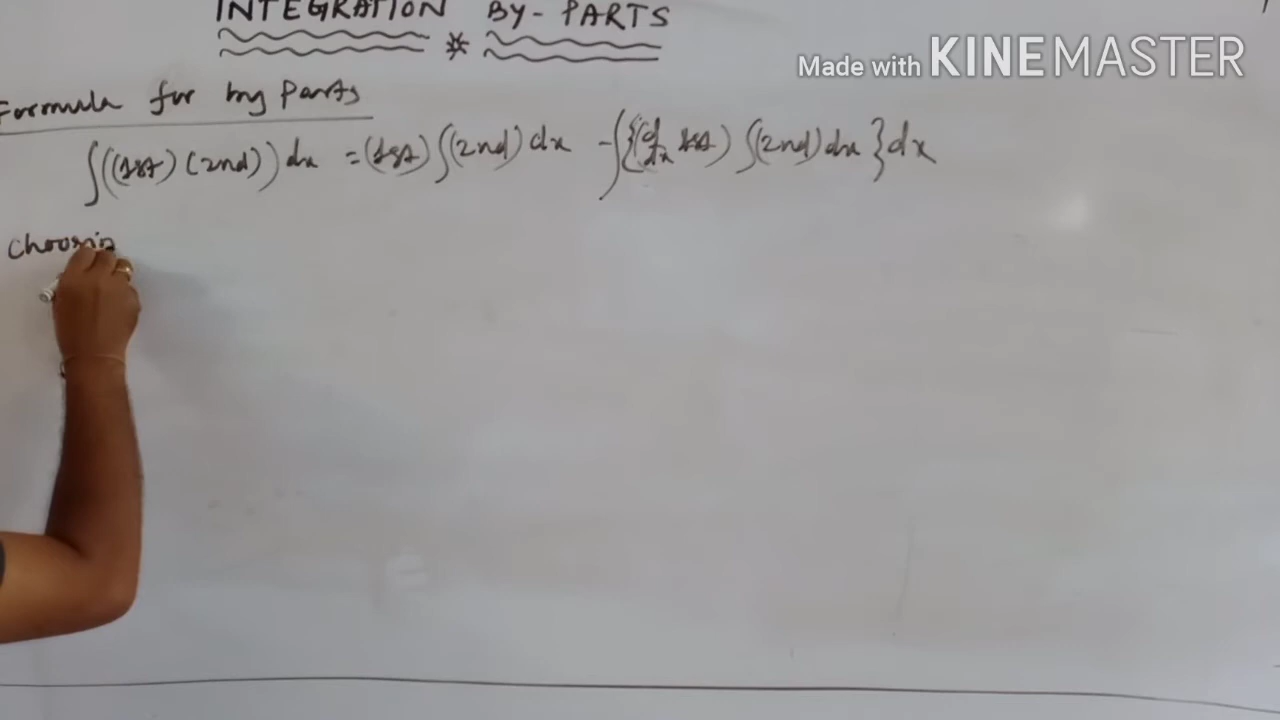 INTEGRATION BY - PARTS
Made with KINEMASTER
Formula for by Parts
∫((1st)(2nd))dx = (1st)∫(2nd)dx - ∫{(d/dx 1st)∫(2nd)dx}dx
Choosin